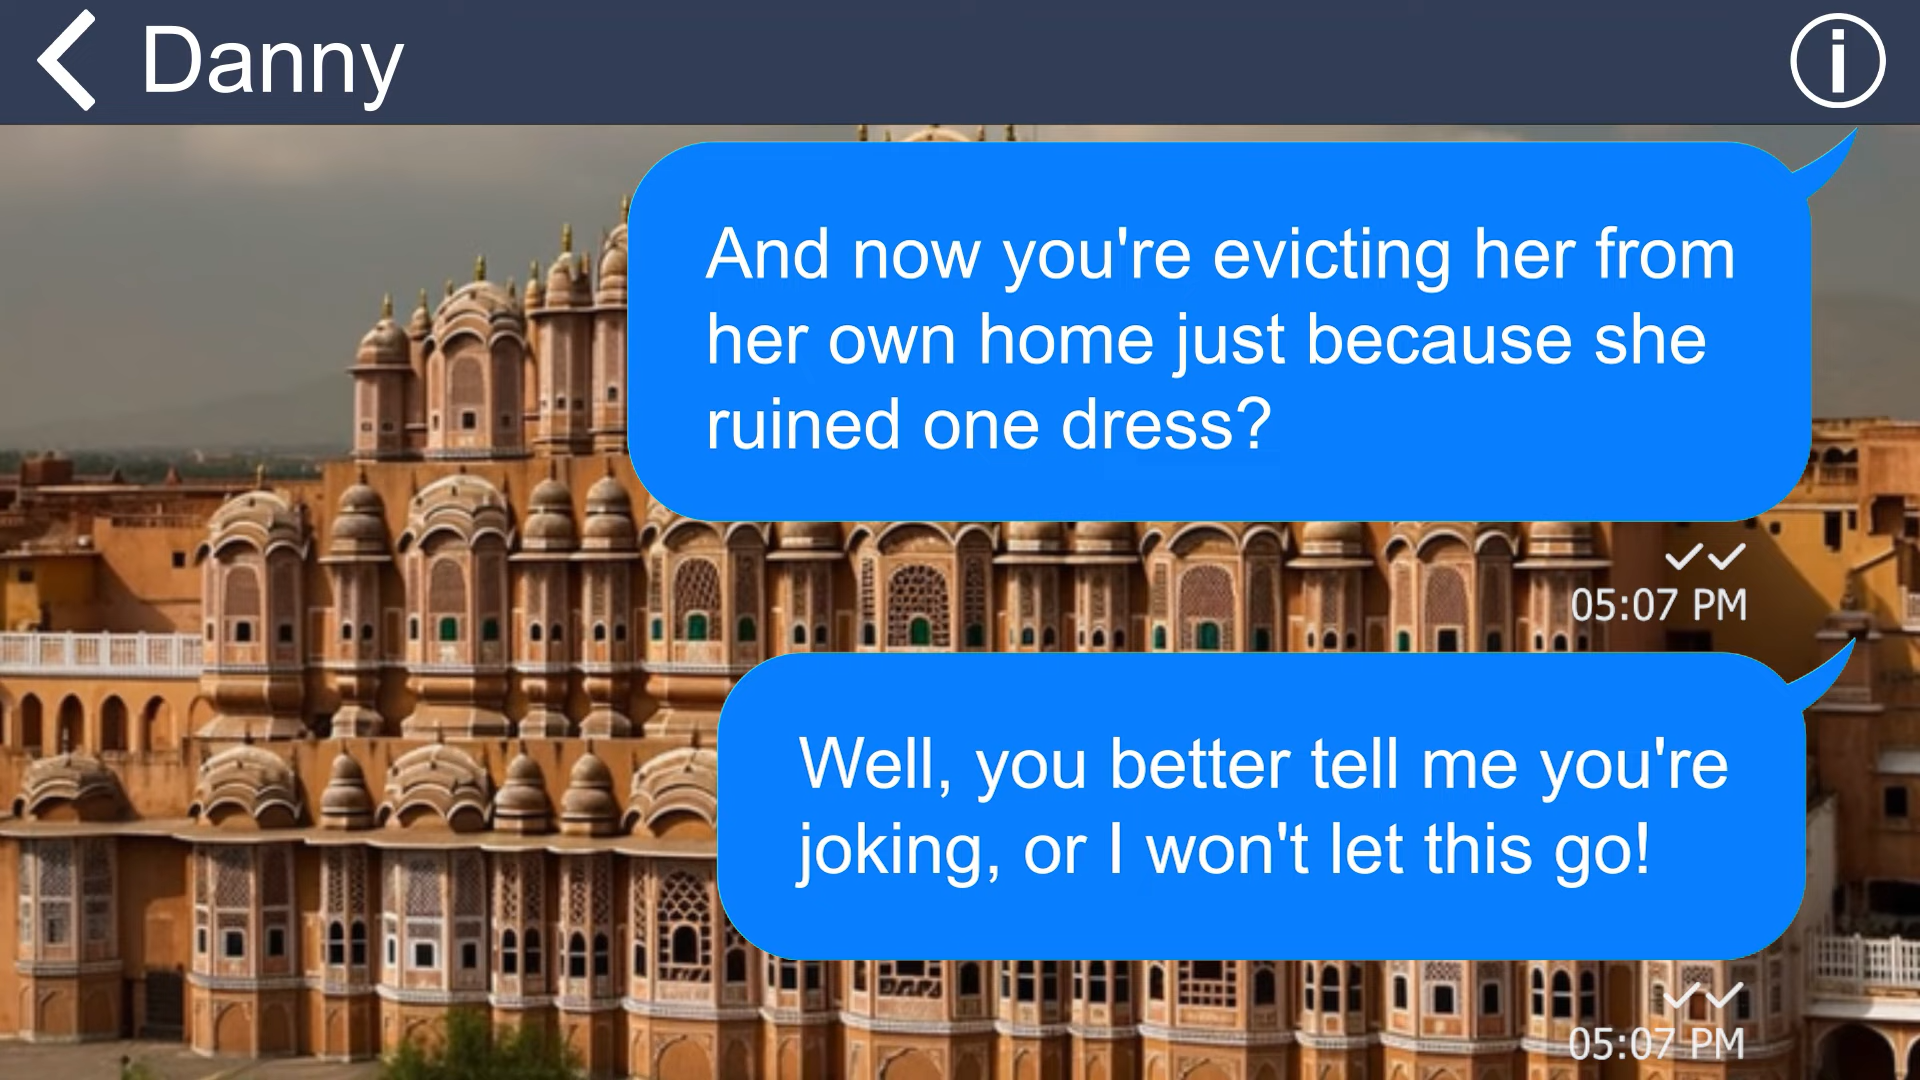 Danny
And now you're evicting her from
her own home just because she
ruined one dress?
05:07 PM
Well, you better tell me you're
joking, or I won't let this go!
05:07 PM